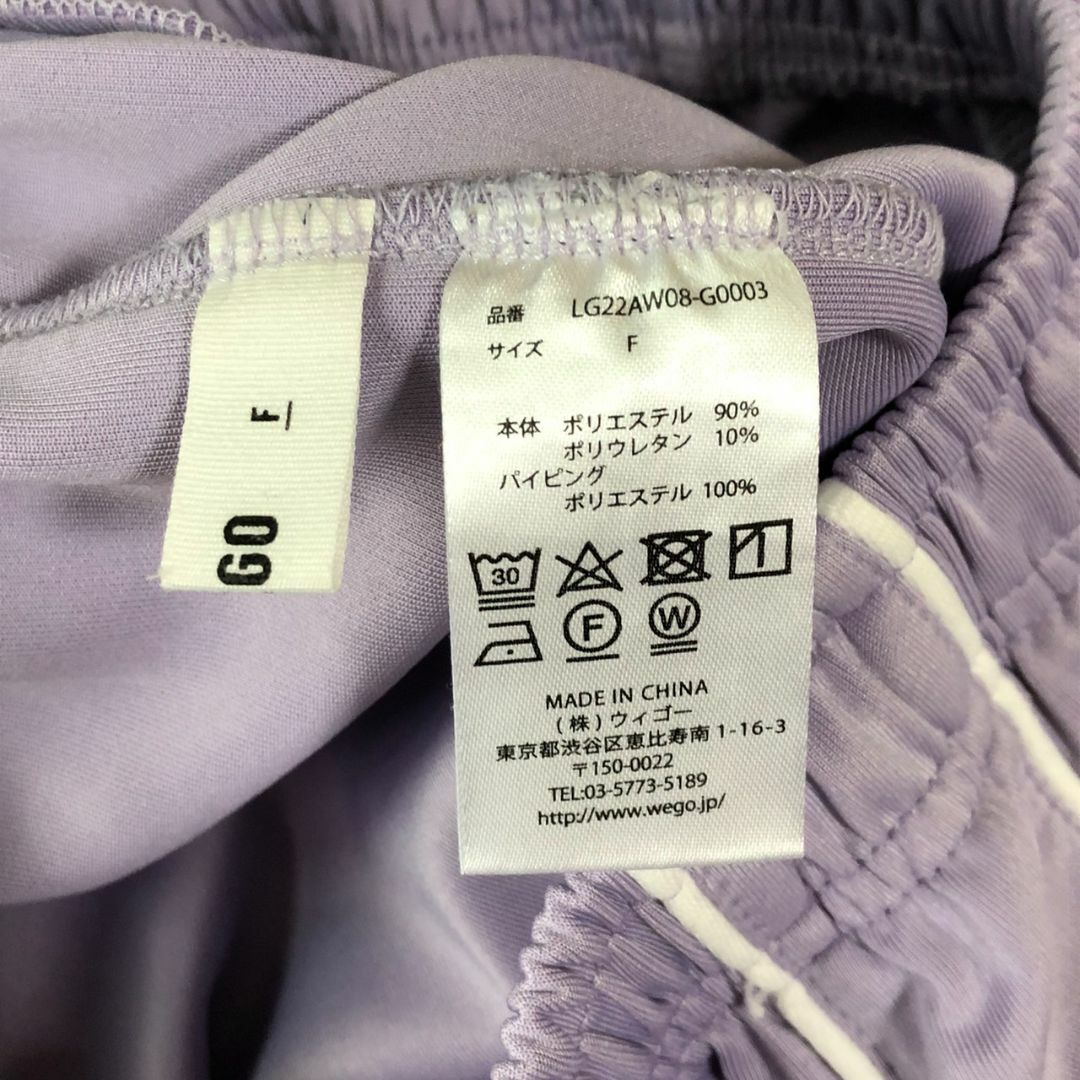 GO
F
品番 LG22AW08-G0003
サイズ F
本体 ポリエステル 90%
ポリウレタン 10%
パイピング
ポリエステル 100%
30
F W
1
MADE IN CHINA
(株)ウィゴー
東京都渋谷区恵比寿南1-16-3
〒150-0022
TEL:03-5773-5189
http://www.wego.jp/